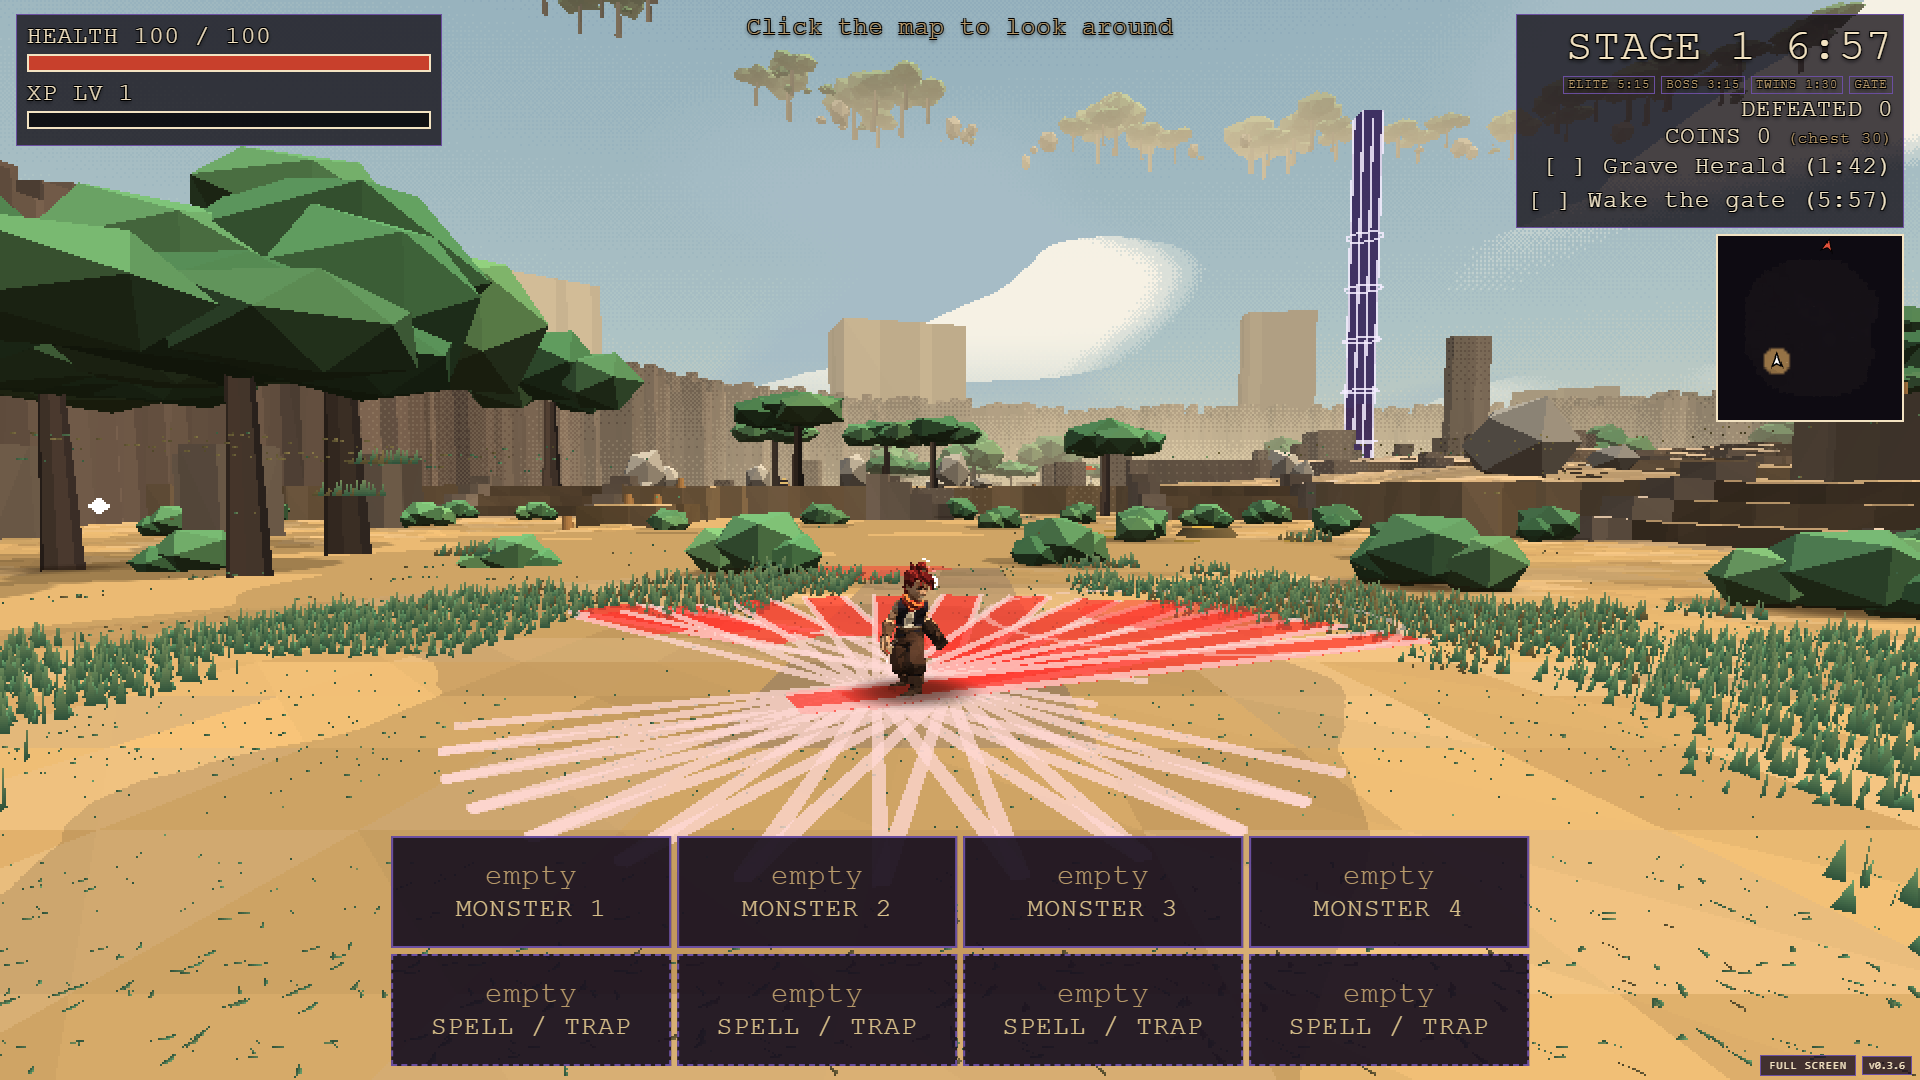 HEALTH 100 / 100
XP LV 1
Click the map to look around
STAGE 1 6:57
ELITE 5:15 BOSS 3:15 TWINS 1:30 GATE
DEFEATED 0
COINS 0 (chest 30)
[ ] Grave Herald (1:42)
[ ] Wake the gate (5:57)
empty
MONSTER 1
empty
MONSTER 2
empty
MONSTER 3
empty
MONSTER 4
empty
SPELL / TRAP
empty
SPELL / TRAP
empty
SPELL / TRAP
empty
SPELL / TRAP
FULL SCREEN
v0.3.6